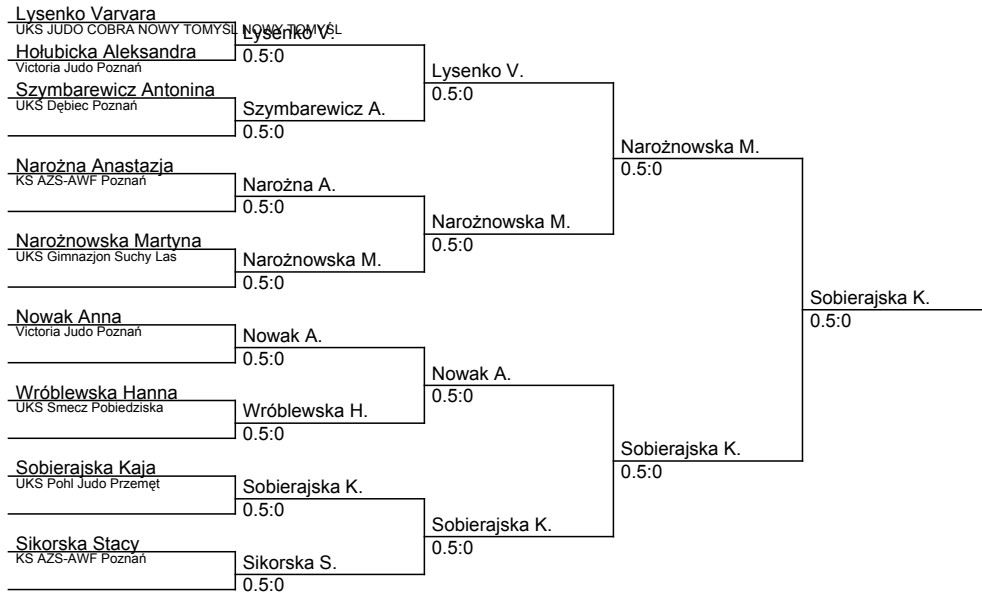 Lysenko Varvara
UKS JUDO COBRA NOWY TOMYŚL NOWY TOMYŚL
Hołubicka Aleksandra
Victoria Judo Poznań
Szymbarewicz Antonina
UKS Dębiec Poznań
Narożna Anastazja
KS AZS-AWF Poznań
Narożnowska Martyna
UKS Gimnazjon Suchy Las
Nowak Anna
Victoria Judo Poznań
Wróblewska Hanna
UKS Smecz Pobiedziska
Sobierajska Kaja
UKS Pohl Judo Przemęt
Sikorska Stacy
KS AZS-AWF Poznań
Lysenko V.
0.5:0
Szymbarewicz A.
0.5:0
Narożna A.
0.5:0
Narożnowska M.
0.5:0
Nowak A.
0.5:0
Wróblewska H.
0.5:0
Sobierajska K.
0.5:0
Sikorska S.
0.5:0
Lysenko V.
0.5:0
Narożnowska M.
0.5:0
Nowak A.
0.5:0
Sobierajska K.
0.5:0
Narożnowska M.
0.5:0
Sobierajska K.
0.5:0
Sobierajska K.
0.5:0